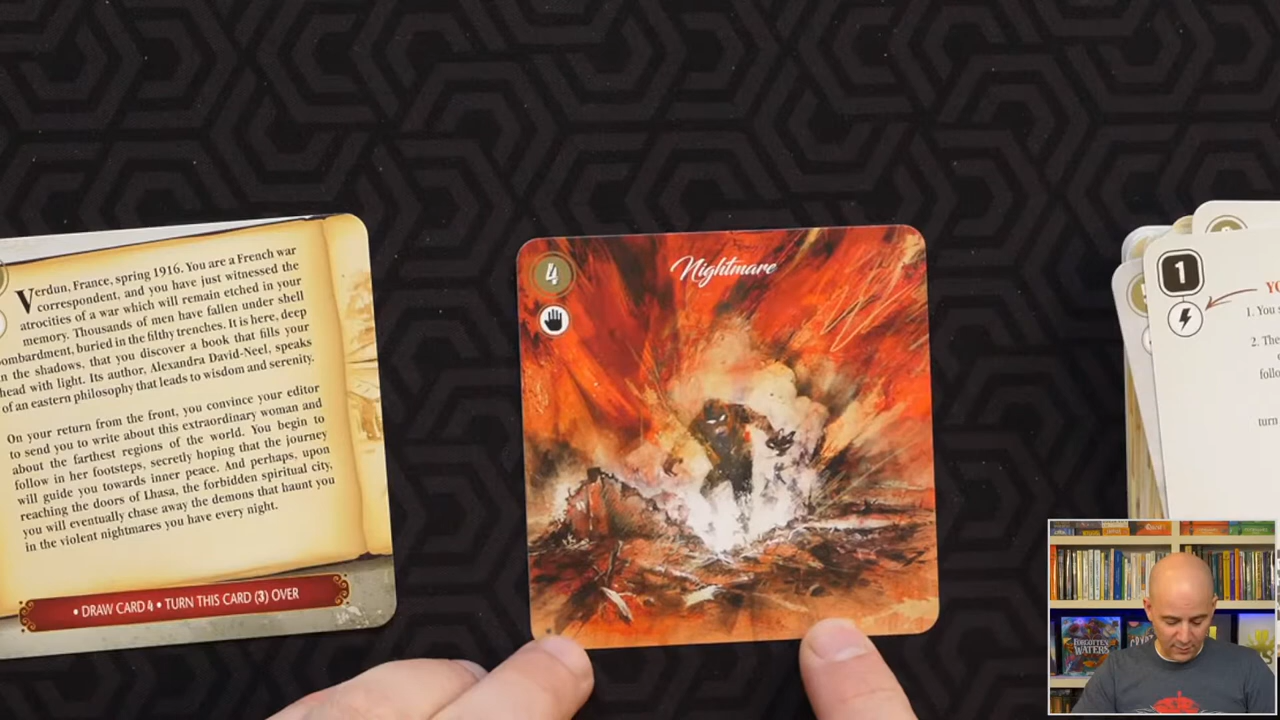 Verdun, France, spring 1916. You are a French war
correspondent, and you have just witnessed the
atrocities of a war which will remain etched in your
memory. Thousands of men have fallen under shell
bombardment, buried in the filthy trenches. It is here, deep
in the shadows, that you discover a book that fills your
head with light. Its author, Alexandra David-Neel, speaks
of an eastern philosophy that leads to wisdom and serenity.
On your return from the front, you convince your editor
to send you to write about this extraordinary woman and
about the farthest regions of the world. You begin to
follow in her footsteps, secretly hoping that the journey
will guide you towards inner peace. And perhaps, upon
reaching the doors of Lhasa, the forbidden spiritual city,
you will eventually chase away the demons that haunt you
in the violent nightmares you have every night.
• DRAW CARD 4 • TURN THIS CARD (3) OVER
4
Nightmare
1
YO
1. You s
2. The
follo
turn
FORGOTTEN
WATERS